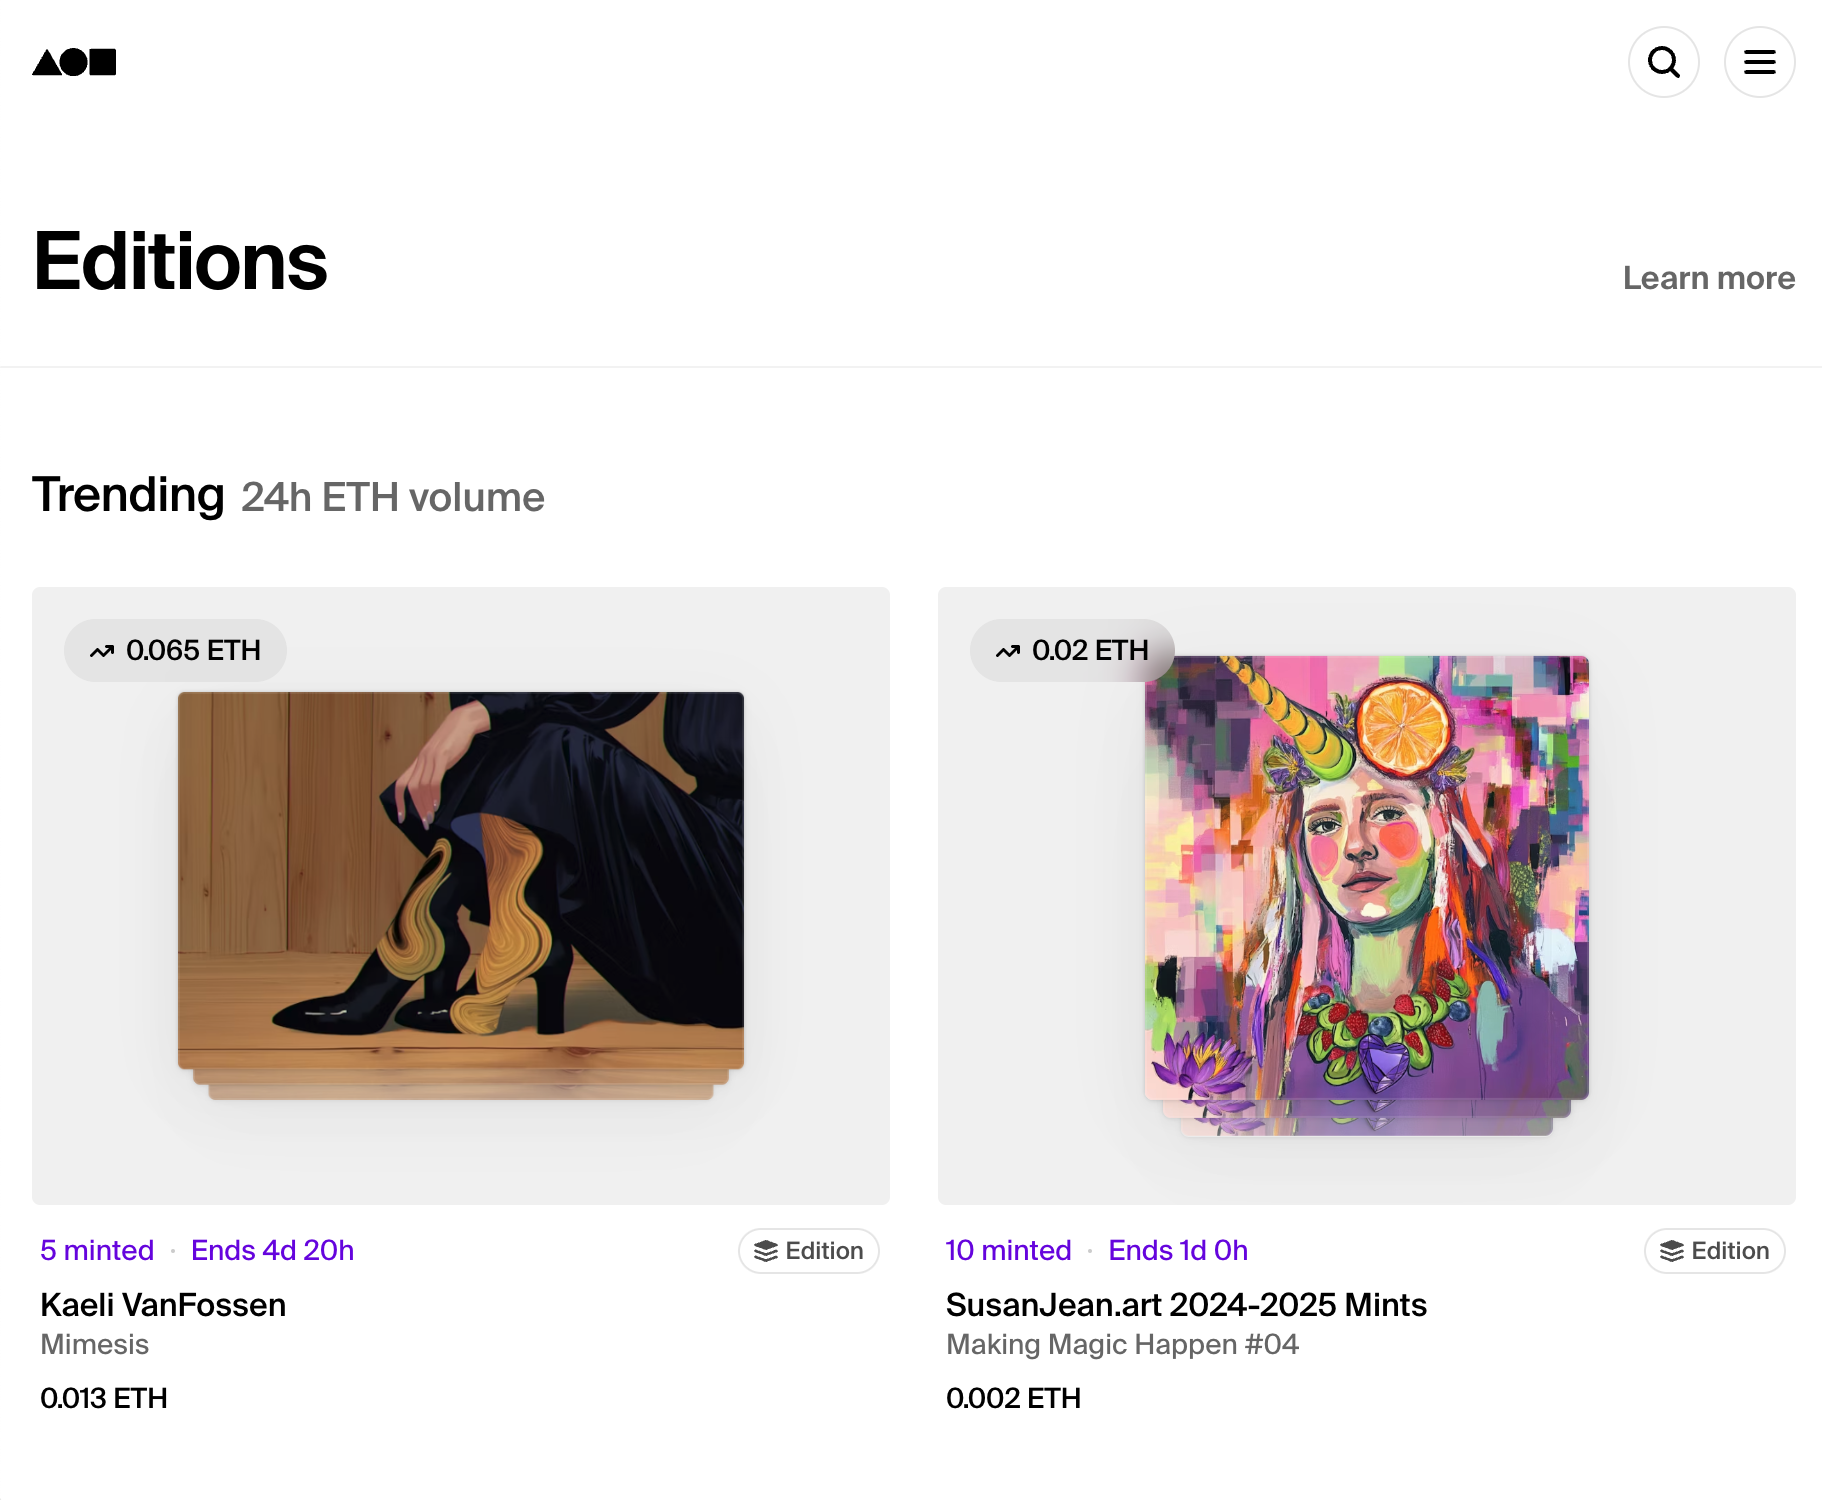 Editions
Learn more
Trending 24h ETH volume
0.065 ETH
0.02 ETH
5 minted · Ends 4d 20h
Edition
Kaeli VanFossen
Mimesis
0.013 ETH
10 minted · Ends 1d 0h
Edition
SusanJean.art 2024-2025 Mints
Making Magic Happen #04
0.002 ETH